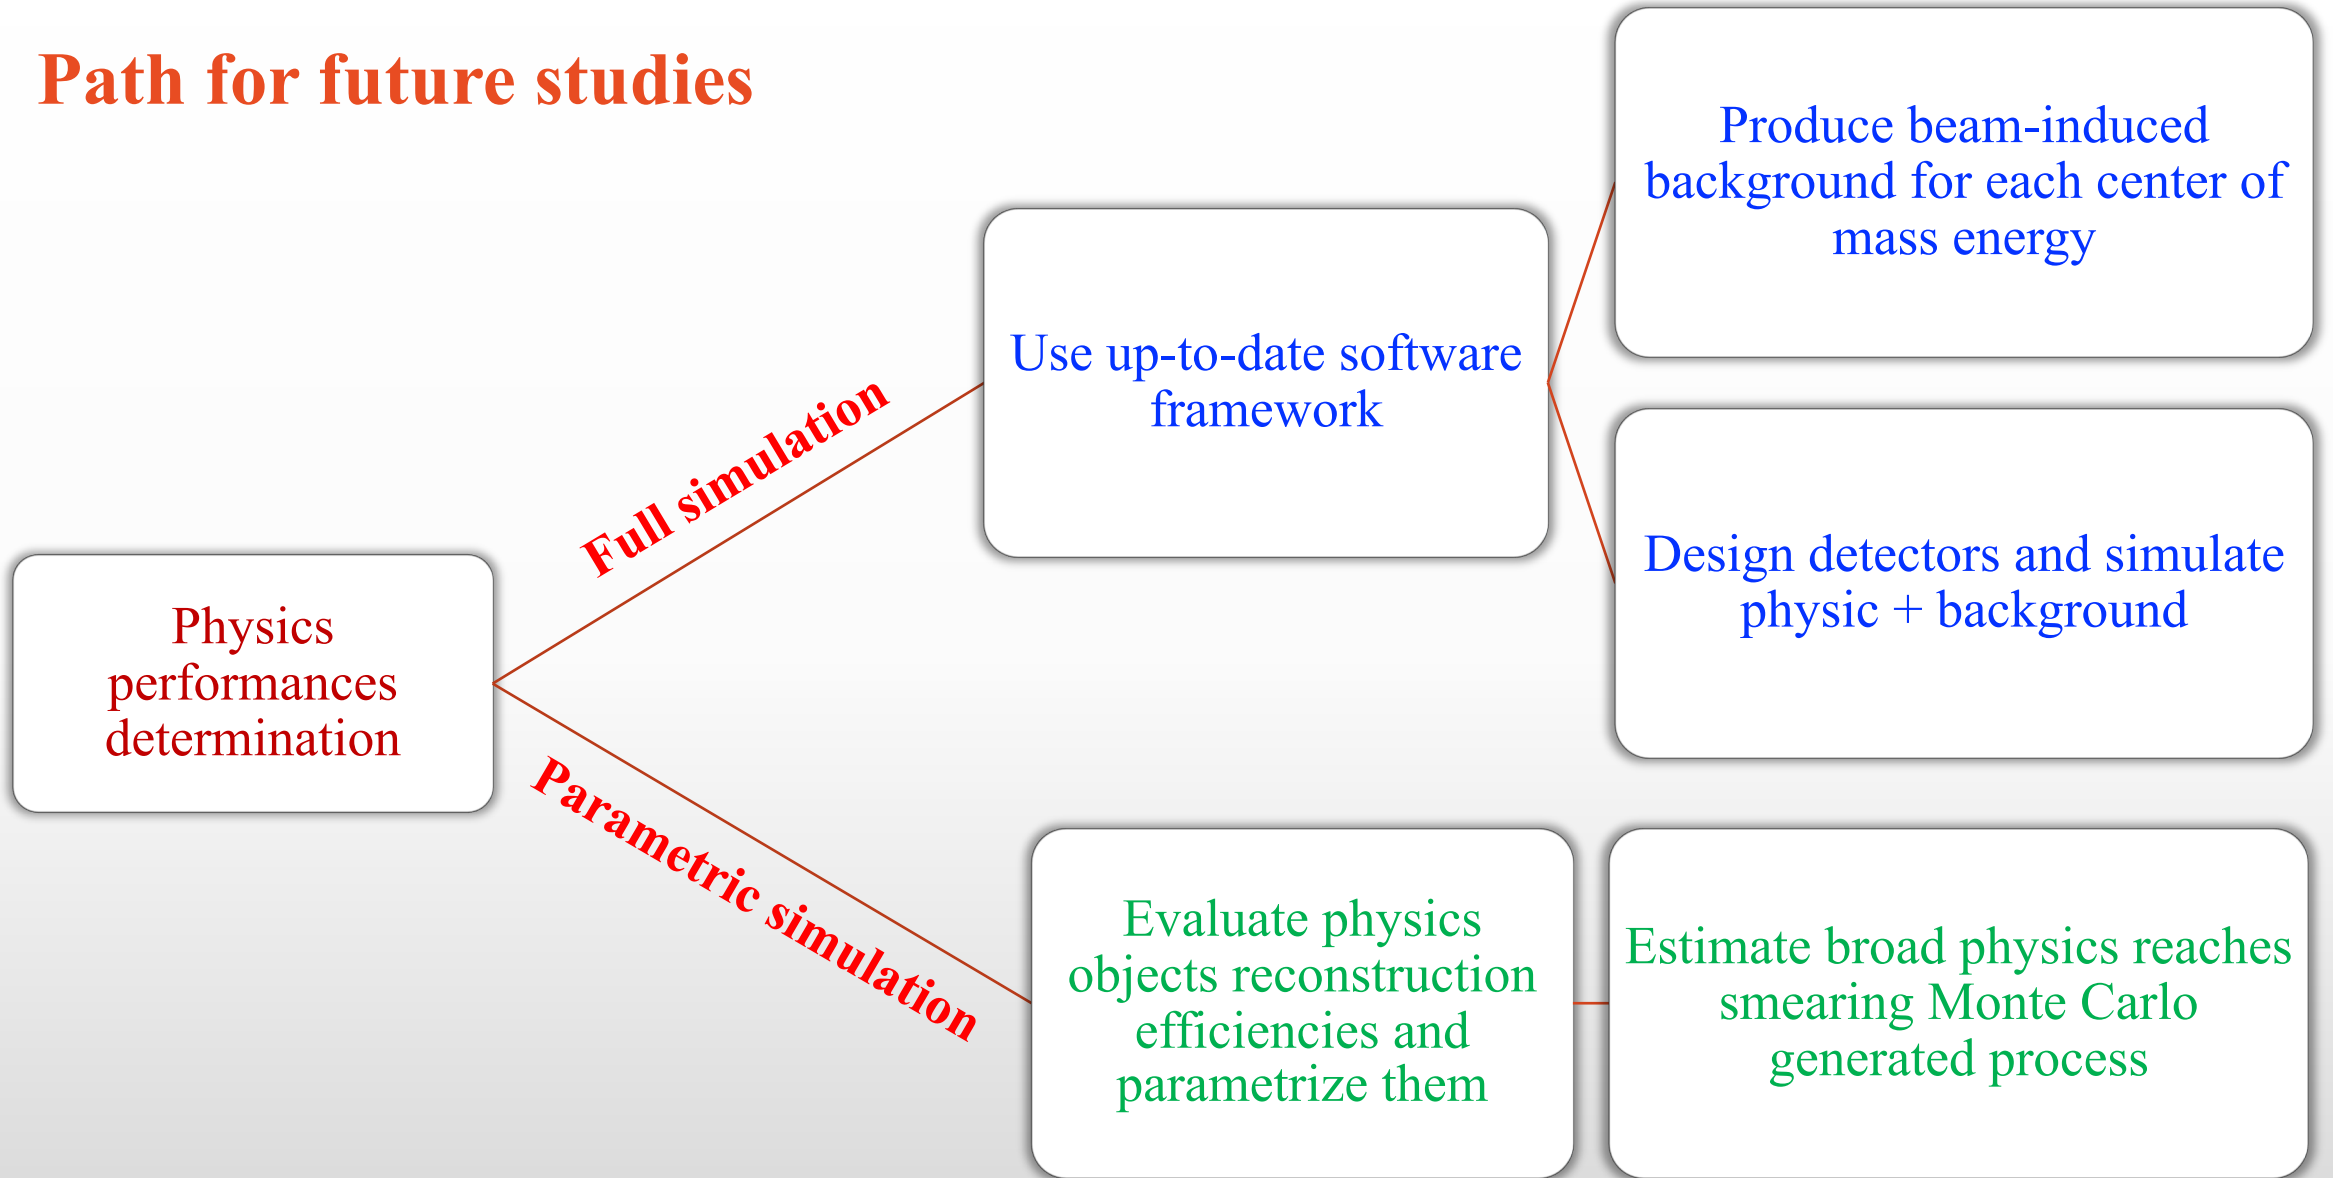 Path for future studies
Physics
performances
determination
Full simulation
Use up-to-date software
framework
Produce beam-induced
background for each center of
mass energy
Design detectors and simulate
physic + background
Parametric simulation
Evaluate physics
objects reconstruction
efficiencies and
parametrize them
Estimate broad physics reaches
smearing Monte Carlo
generated process